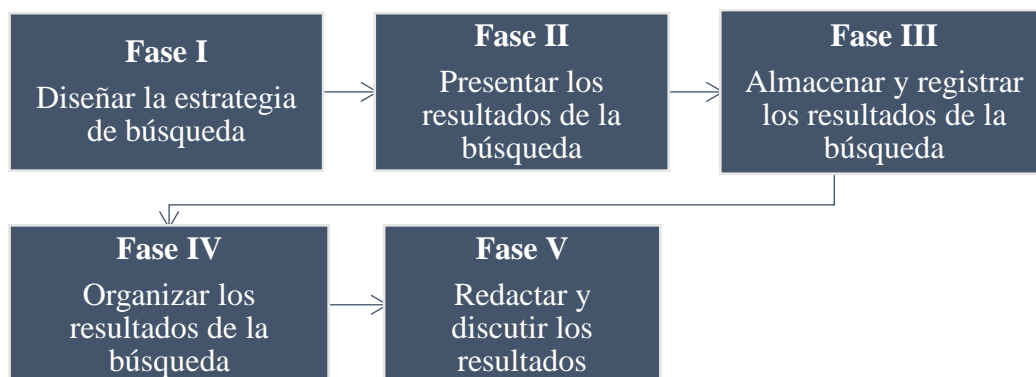 Fase I
Diseñar la estrategia
de búsqueda
Fase II
Presentar los
resultados de la
búsqueda
Fase III
Almacenar y registrar
los resultados de la
búsqueda
Fase IV
Organizar los
resultados de la
búsqueda
Fase V
Redactar y
discutir los
resultados